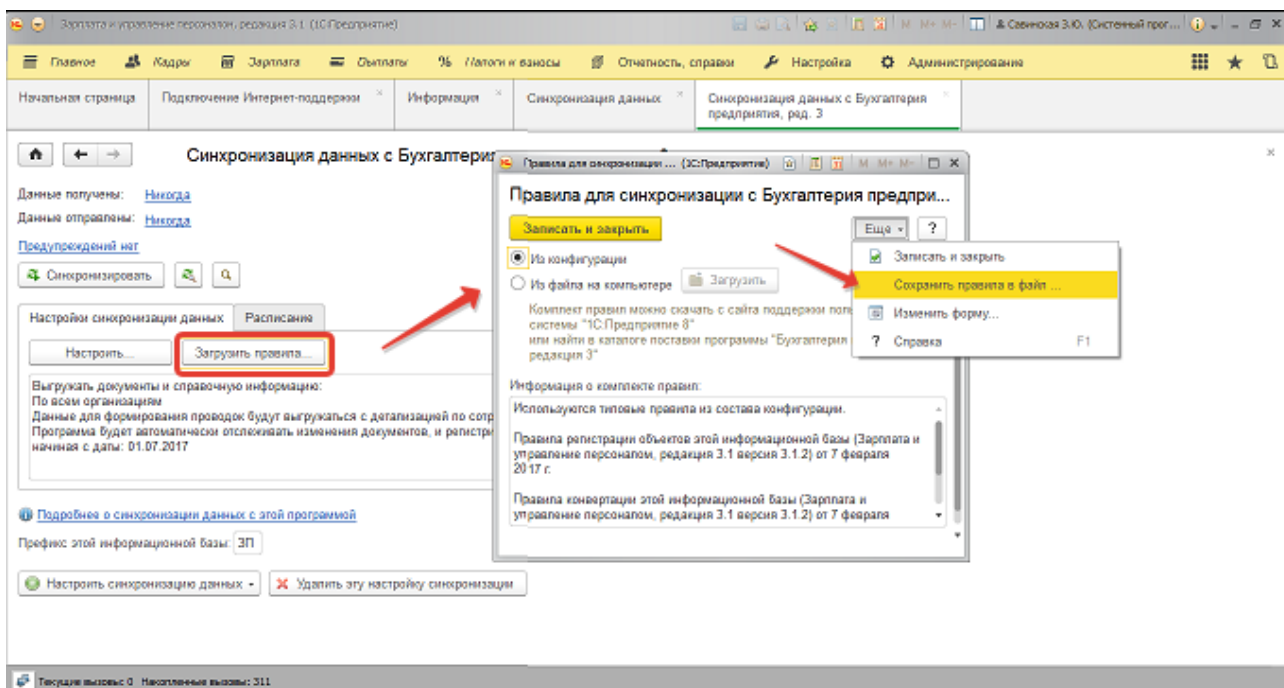 Зарплата и управление персоналом, редакция 3.1 (1С:Предприятие)
M M+ M-
Савинская З.Ю. (Системный прог...
Главное
Кадры
Зарплата
Выплаты
% Налоги и взносы
Отчетность, справки
Настройка
Администрирование
Начальная страница
Подключение Интернет-поддержки
Информация
Синхронизация данных
Синхронизация данных с Бухгалтерия
предприятия, ред. 3
Синхронизация данных с Бухгалтерия
Данные получены: Никогда
Данные отправлены: Никогда
Предупреждений нет
Синхронизировать
Настройки синхронизации данных
Расписание
Настроить...
Загрузить правила...
Выгружать документы и справочную информацию:
По всем организациям
Данные для формирования проводок будут выгружаться с детализацией по сотр
Программа будет автоматически отслеживать изменения документов, и регистри
начиная с даты: 01.07.2017
Подробнее о синхронизации данных с этой программой
Префикс этой информационной базы: ЗП
Настроить синхронизацию данных
Удалить эту настройку синхронизации
Правила для синхронизации ... (1С:Предприятие)
M M+ M-
Правила для синхронизации с Бухгалтерия предпри...
Записать и закрыть
Еще
?
Из конфигурации
Из файла на компьютере
Загрузить
Комплект правил можно скачать с сайта поддержки поль
системы "1С:Предприятие 8"
или найти в каталоге поставки программы "Бухгалтерия
редакция 3"
Информация о комплекте правил:
Используются типовые правила из состава конфигурации.
Правила регистрации объектов этой информационной базы (Зарплата и
управление персоналом, редакция 3.1 версия 3.1.2) от 7 февраля
2017 г.
Правила конвертации этой информационной базы (Зарплата и
управление персоналом, редакция 3.1 версия 3.1.2) от 7 февраля
Записать и закрыть
Сохранить правила в файл ...
Изменить форму...
? Справка F1
Текущие вызовы: 0 Накопленные вызовы: 311